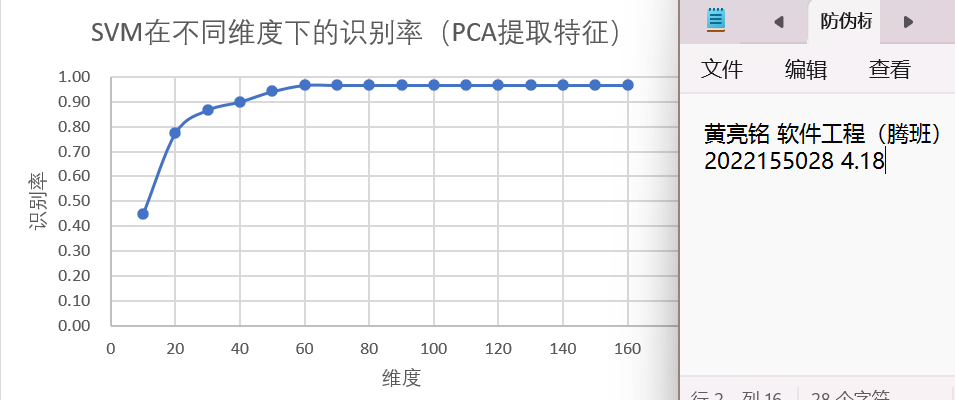 SVM在不同维度下的识别率（PCA提取特征）
1.00
0.90
0.80
0.70
0.60
0.50
0.40
0.30
0.20
0.10
0.00
识别率
0 20 40 60 80 100 120 140 160
维度
防伪标
文件 编辑 查看
黄亮铭 软件工程（腾班）
2022155028 4.18
行 2，列 16 28 个字符